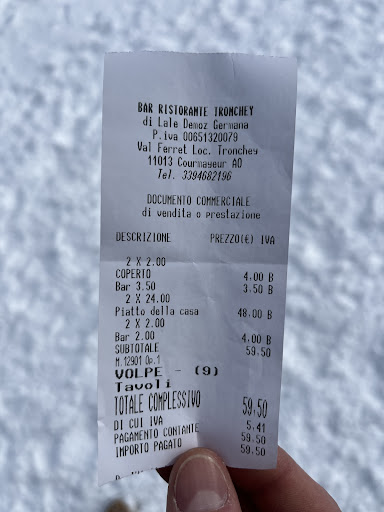 BAR RISTORANTE TRONCHEY
di Lale Demoz Germana
P.iva 00651320079
Val Ferret Loc. Tronchey
11013 Courmayeur AO
Tel. 3394682196
DOCUMENTO COMMERCIALE
di vendita o prestazione
DESCRIZIONE PREZZO(€) IVA
2 X 2.00
COPERTO 4.00 B
Bar 3.50 3.50 B
2 X 24.00
Piatto della casa 48.00 B
2 X 2.00
Bar 2.00 4.00 B
SUBTOTALE 59.50
M.12901 Op.1
VOLPE - (9)
Tavoli
TOTALE COMPLESSIVO 59,50
DI CUI IVA 5,41
PAGAMENTO CONTANTE 59.50
IMPORTO PAGATO 59.50